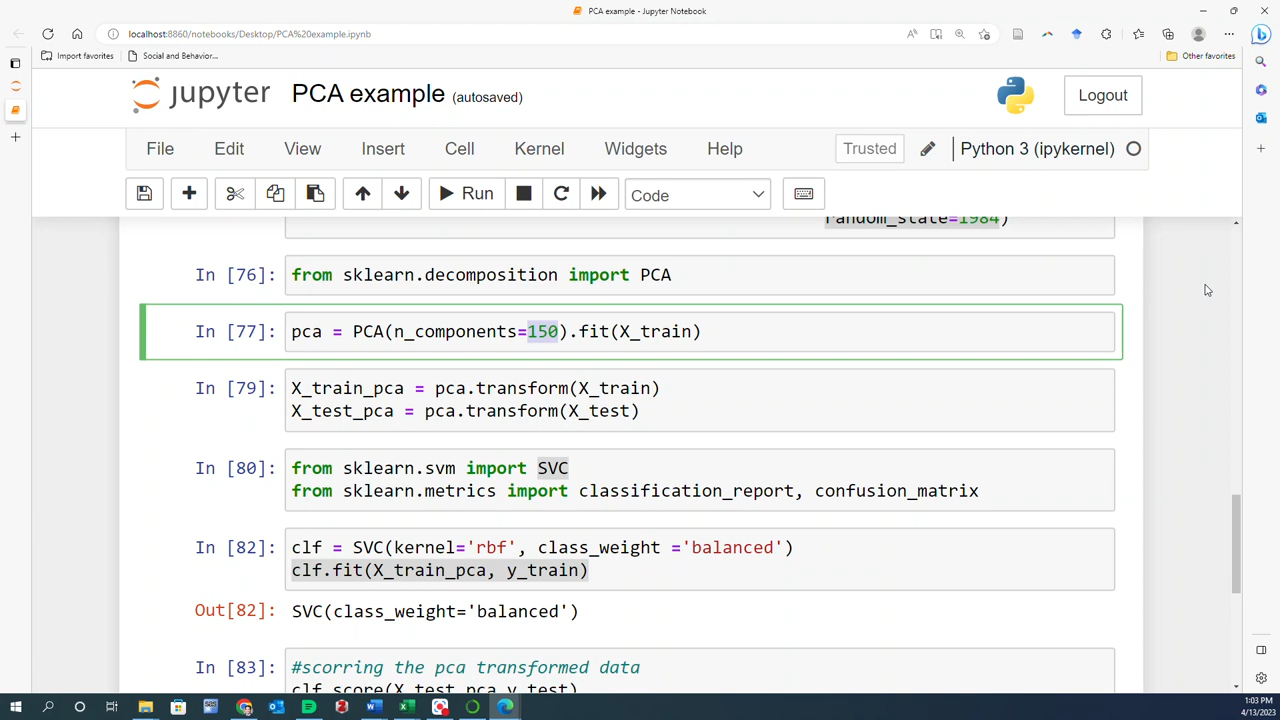 PCA example - Jupyter Notebook
localhost:8860/notebooks/Desktop/PCA%20example.ipynb
Import favorites
Social and Behavior...
Other favorites
jupyter PCA example (autosaved)
Logout
File Edit View Insert Cell Kernel Widgets Help
Trusted
Python 3 (ipykernel)
Run
Code
random_state=1984)
In [76]: from sklearn.decomposition import PCA
In [77]: pca = PCA(n_components=150).fit(X_train)
In [79]: X_train_pca = pca.transform(X_train)
X_test_pca = pca.transform(X_test)
In [80]: from sklearn.svm import SVC
from sklearn.metrics import classification_report, confusion_matrix
In [82]: clf = SVC(kernel='rbf', class_weight ='balanced')
clf.fit(X_train_pca, y_train)
Out[82]: SVC(class_weight='balanced')
In [83]: #scorring the pca transformed data
clf.score(X_test_pca,y_test)
1:03 PM
4/13/2023